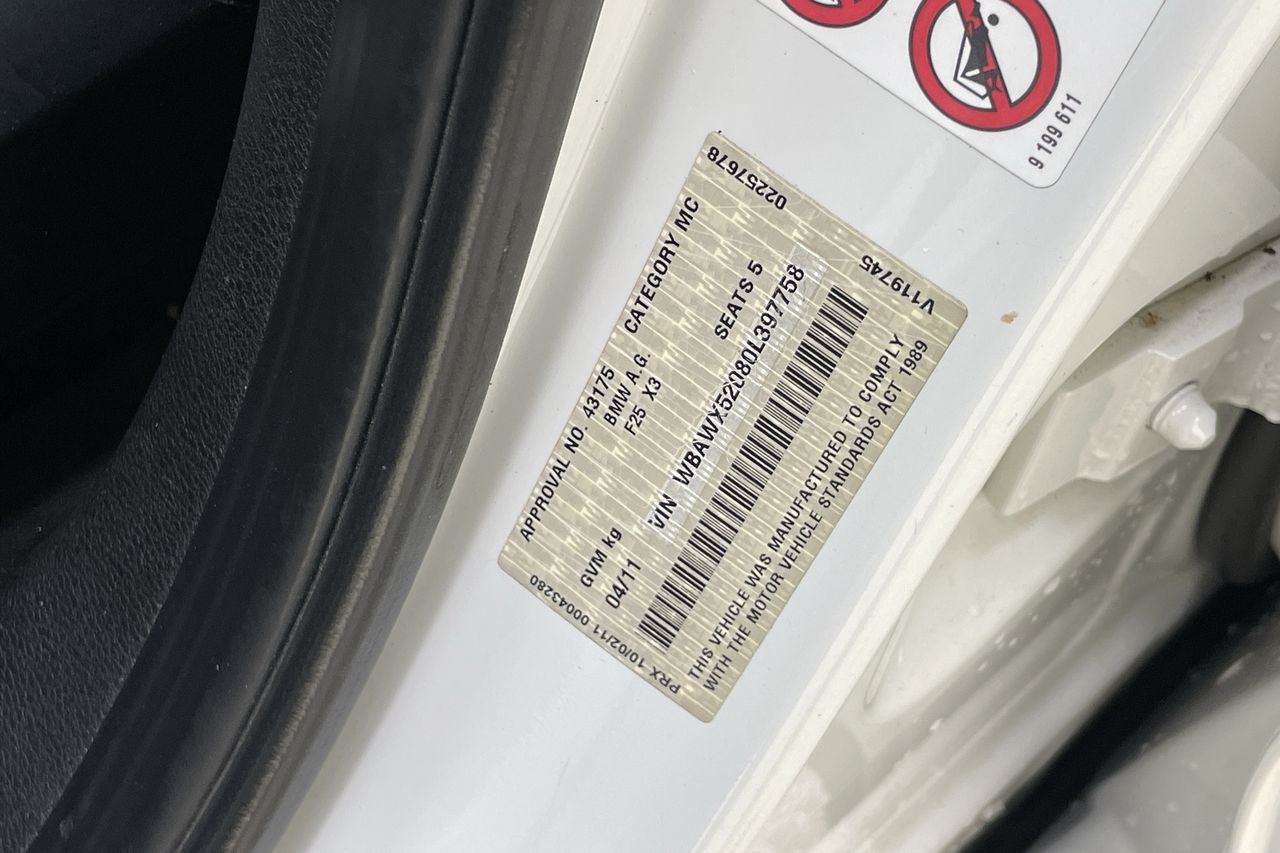 9 199 611
02257678
V119745
APPROVAL NO. 43175 CATEGORY MC
BMW A.G.
F25 X3
SEATS 5
GVM kg
04/11
VIN WBAWX52080L397758
THIS VEHICLE WAS MANUFACTURED TO COMPLY
WITH THE MOTOR VEHICLE STANDARDS ACT 1989
PRX 10/02/11 00043280